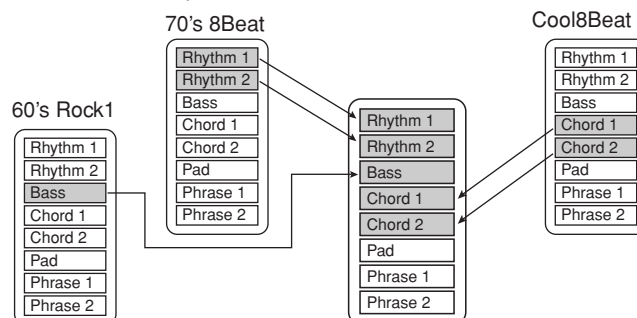 70's 8Beat
Rhythm 1
Rhythm 2
Bass
Chord 1
Chord 2
Pad
Phrase 1
Phrase 2
Cool8Beat
Rhythm 1
Rhythm 2
Bass
Chord 1
Chord 2
Pad
Phrase 1
Phrase 2
60's Rock1
Rhythm 1
Rhythm 2
Bass
Chord 1
Chord 2
Pad
Phrase 1
Phrase 2
Rhythm 1
Rhythm 2
Bass
Chord 1
Chord 2
Pad
Phrase 1
Phrase 2